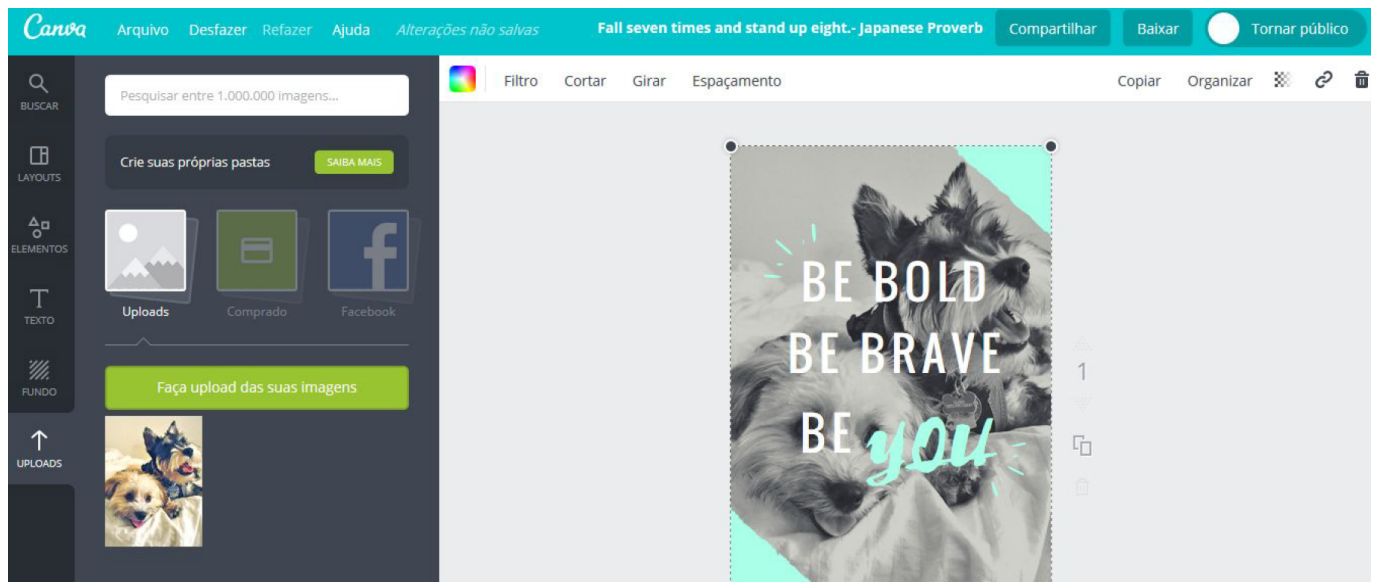 Canva Arquivo Desfazer Refazer Ajuda Alterações não salvas Fall seven times and stand up eight.- Japanese Proverb Compartilhar Baixar Tornar público
BUSCAR
LAYOUTS
ELEMENTOS
TEXTO
FUNDO
UPLOADS
Pesquisar entre 1.000.000 imagens...
Crie suas próprias pastas SAIBA MAIS
Uploads Comprado Facebook
Faça upload das suas imagens
Filtro Cortar Girar Espaçamento Copiar Organizar
BE BOLD
BE BRAVE
BE you
1